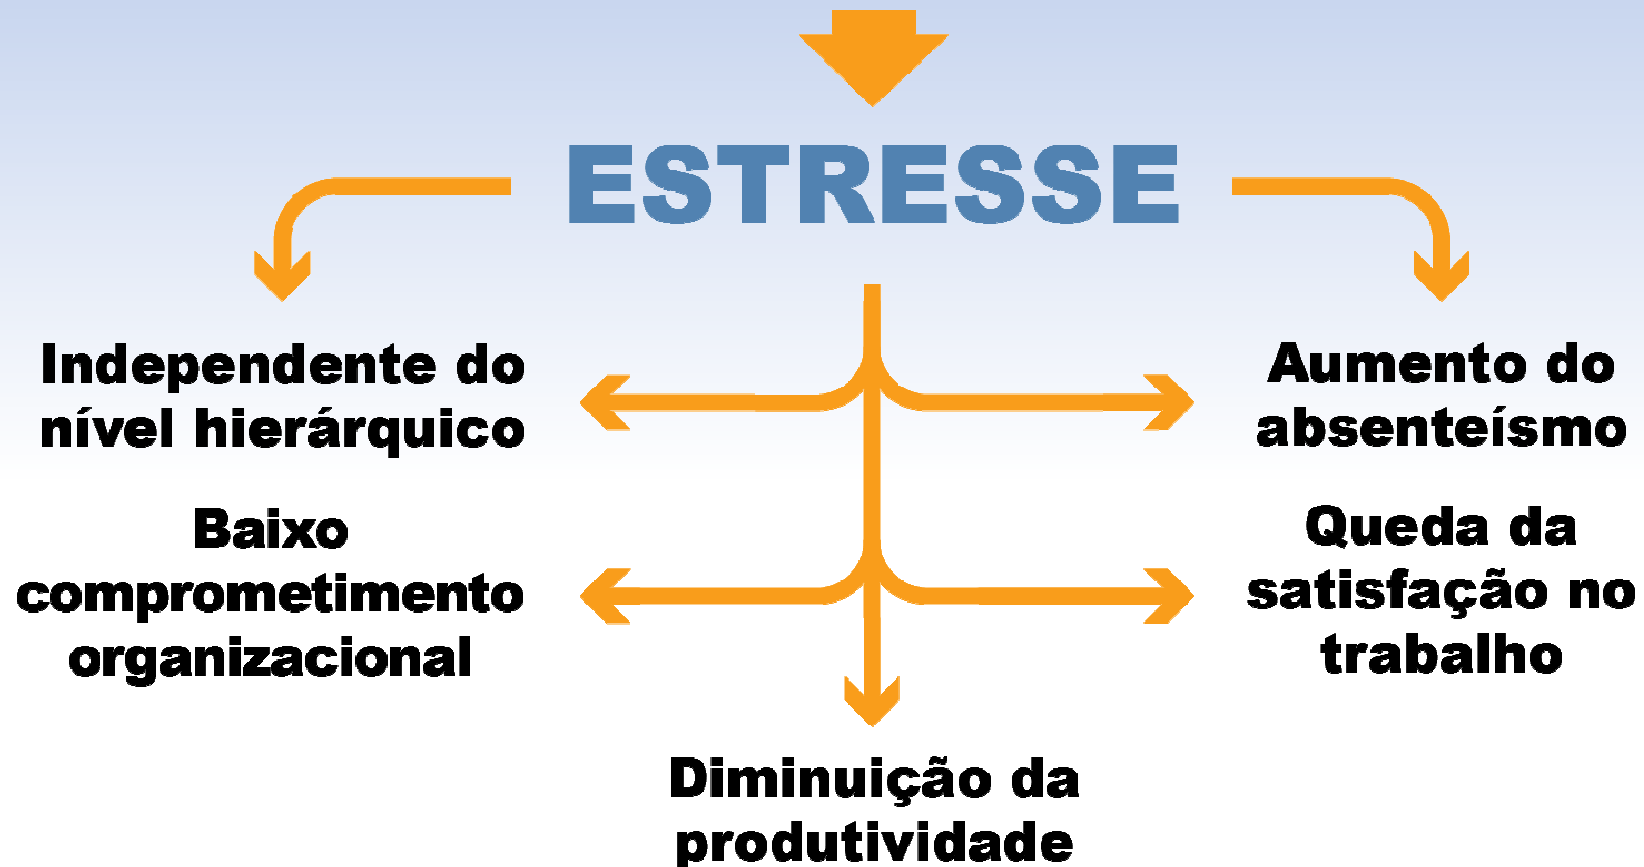 ESTRESSE
Independente do
nível hierárquico
Aumento do
absenteísmo
Baixo
comprometimento
organizacional
Queda da
satisfação no
trabalho
Diminuição da
produtividade